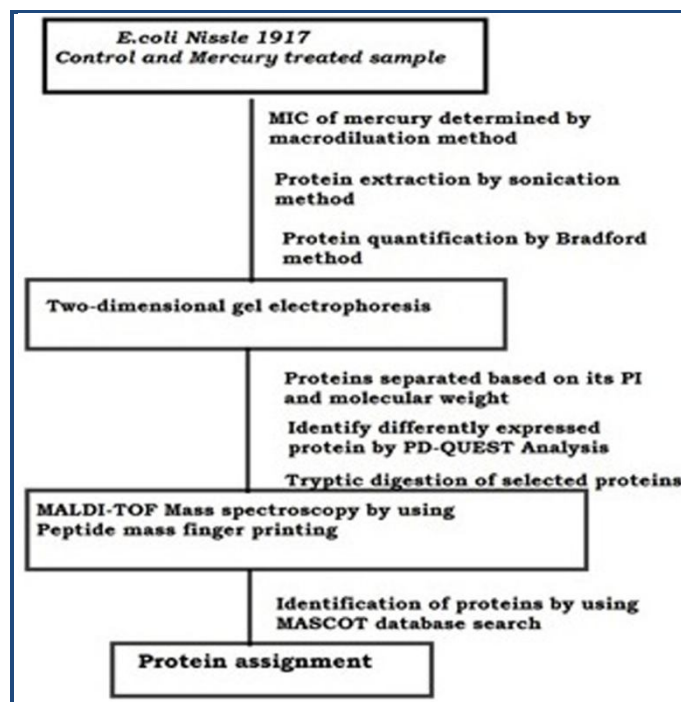 E.coli Nissle 1917
Control and Mercury treated sample
MIC of mercury determined by
macrodiluation method
Protein extraction by sonication
method
Protein quantification by Bradford
method
Two-dimensional gel electrophoresis
Proteins separated based on its PI
and molecular weight
Identify differently expressed
protein by PD-QUEST Analysis
Tryptic digestion of selected proteins
MALDI-TOF Mass spectroscopy by using
Peptide mass finger printing
Identification of proteins by using
MASCOT database search
Protein assignment